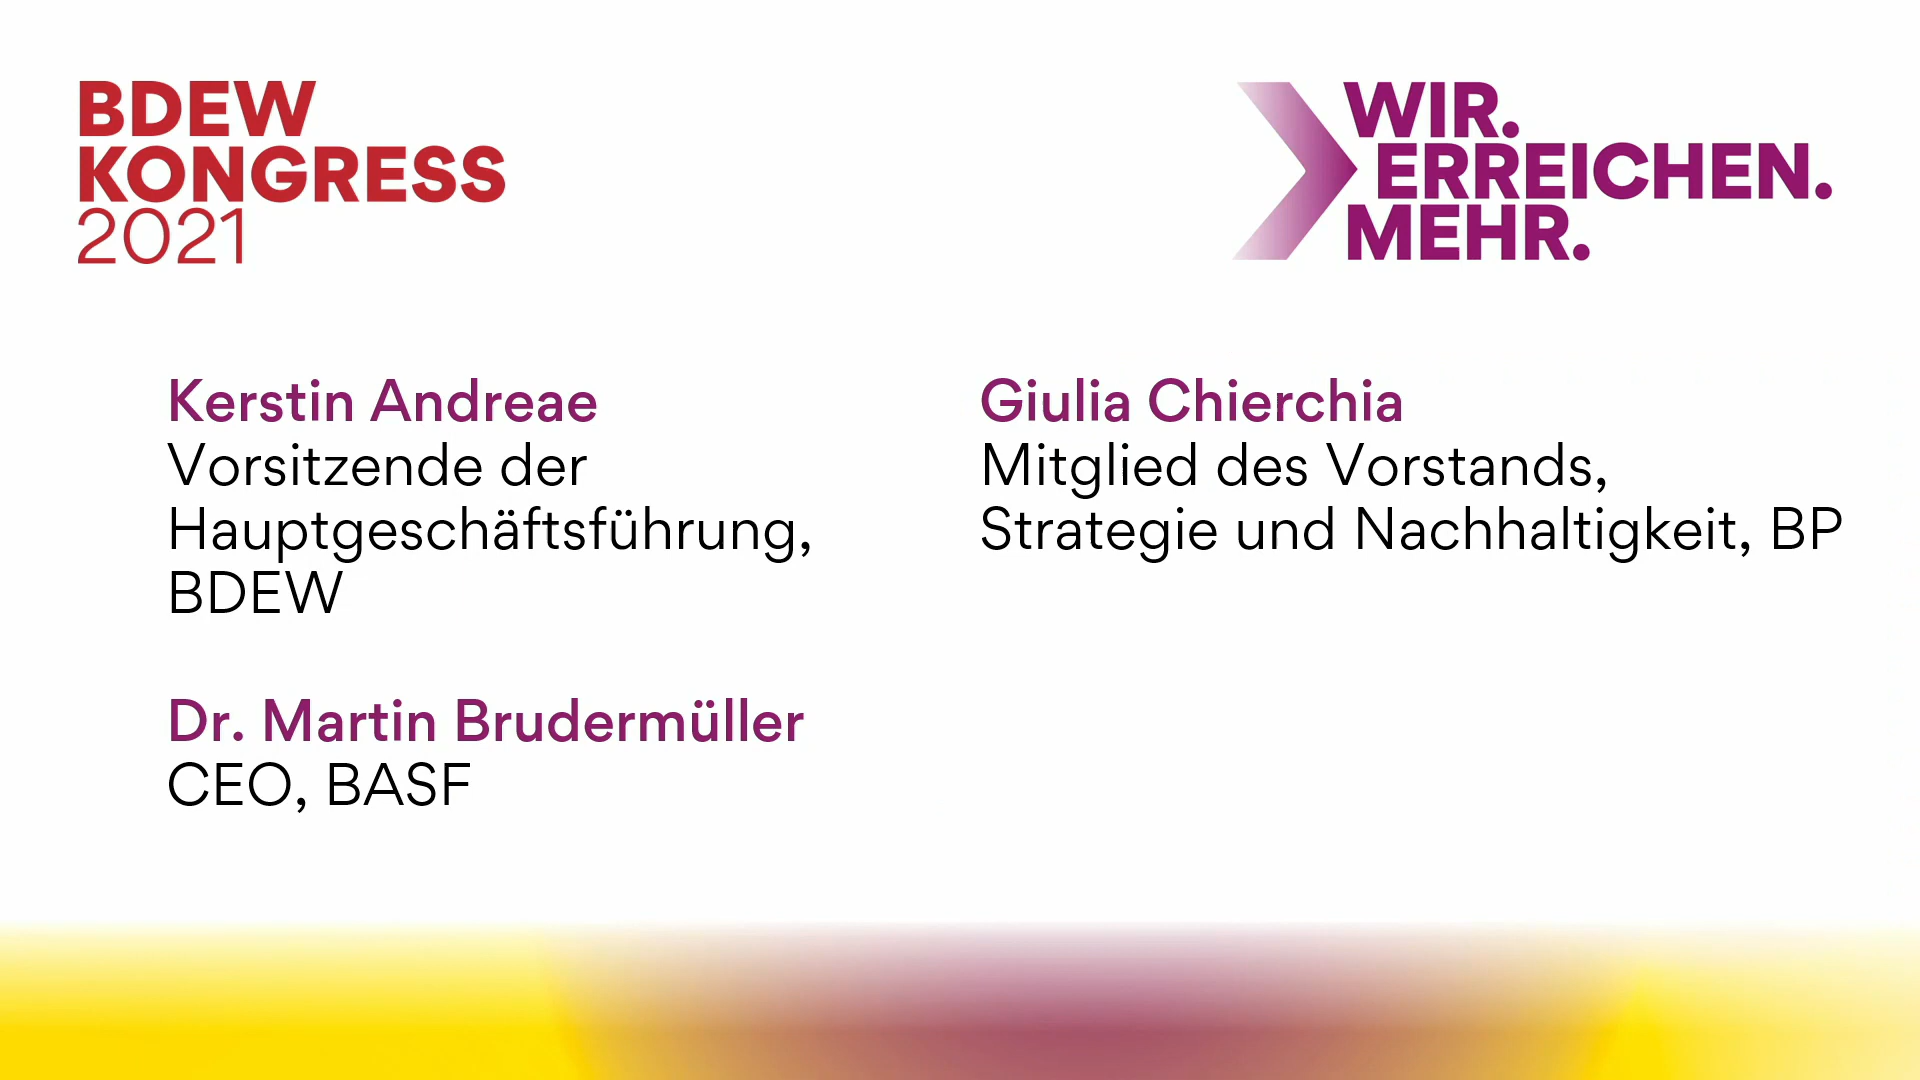 BDEW
KONGRESS
2021
WIR.
ERREICHEN.
MEHR.
Kerstin Andreae
Vorsitzende der
Hauptgeschäftsführung,
BDEW
Dr. Martin Brudermüller
CEO, BASF
Giulia Chierchia
Mitglied des Vorstands,
Strategie und Nachhaltigkeit, BP